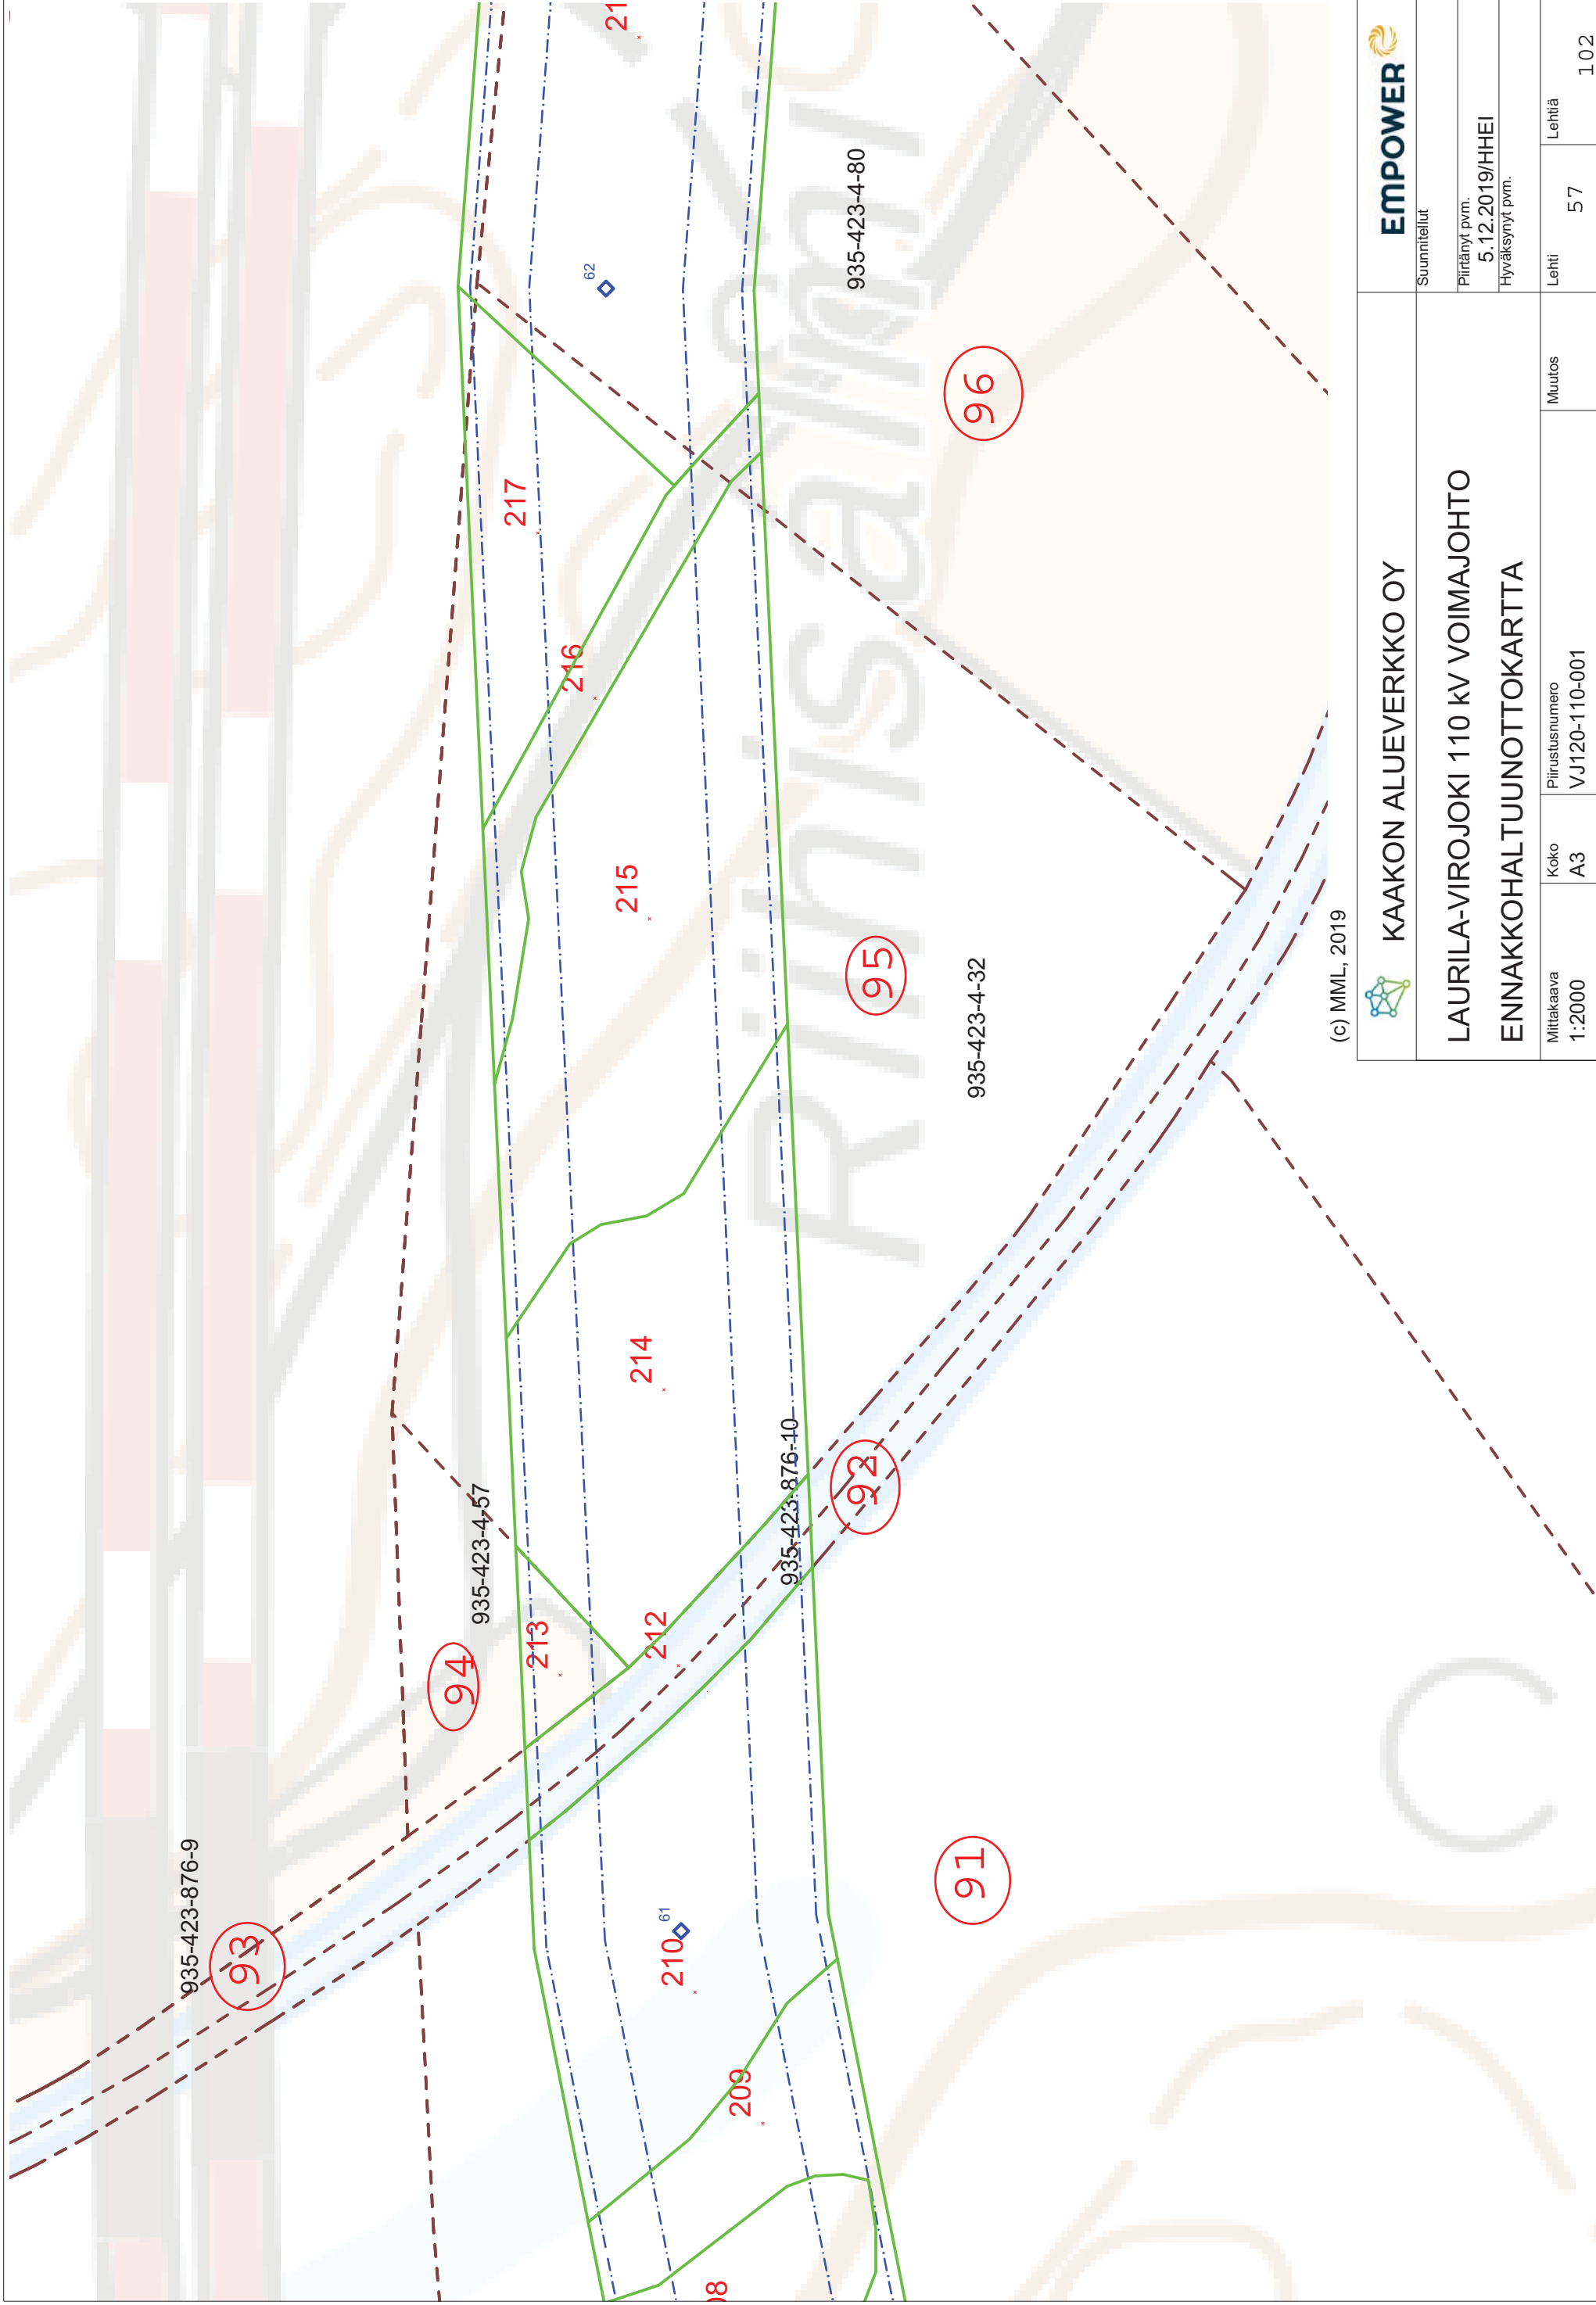 935-423-876-9
93
94
935-423-4-57
217
62
216
215
214
213
212
210
61
209
08
21
935-423-876-10
92
91
95
935-423-4-32
96
935-423-4-80
(c) MML, 2019
KAAKON ALUEVERKKO OY
EMPOWER
LAURILA-VIROJOKI 110 kV VOIMAJOHTO
ENNAKKOHALTUUNOTTOKARTTA
Suunnitellut
Piirtänyt pvm.
5.12.2019/HHEI
Hyväksynyt pvm.
Mittakaava
1:2000
Koko
A3
Piirustusnumero
VJ120-110-001
Muutos
Lehti
57
Lehtiä
102